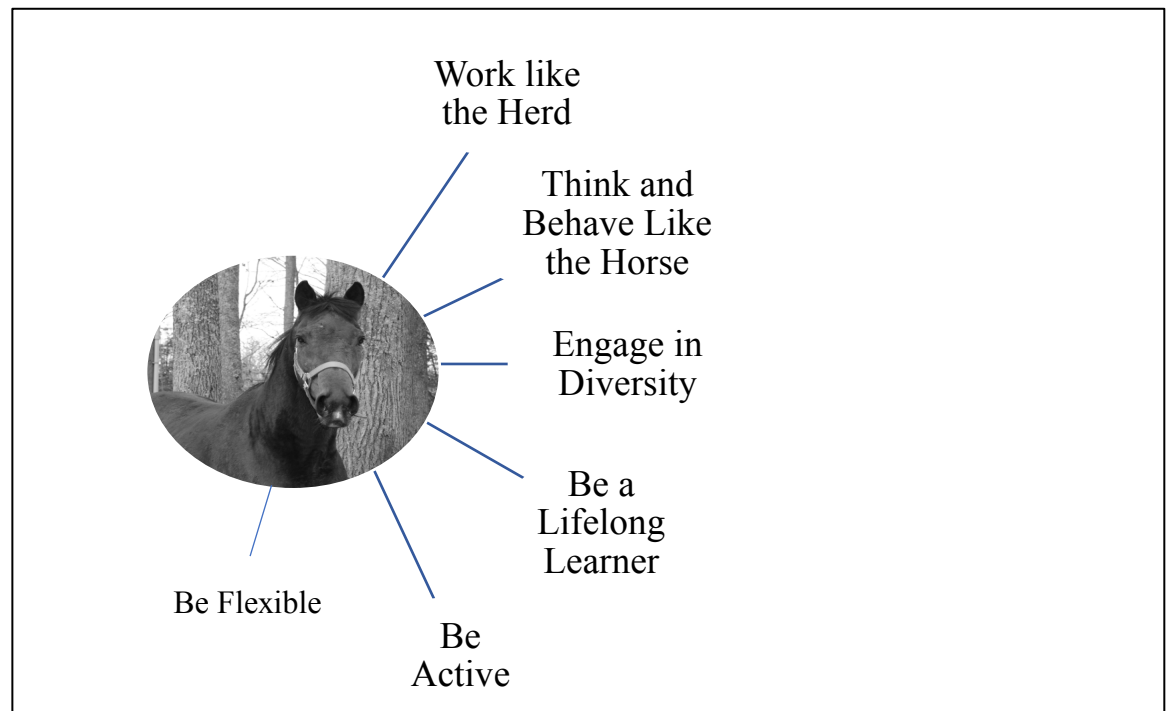 Work like
the Herd
Think and
Behave Like
the Horse
Engage in
Diversity
Be a
Lifelong
Learner
Be
Active
Be Flexible